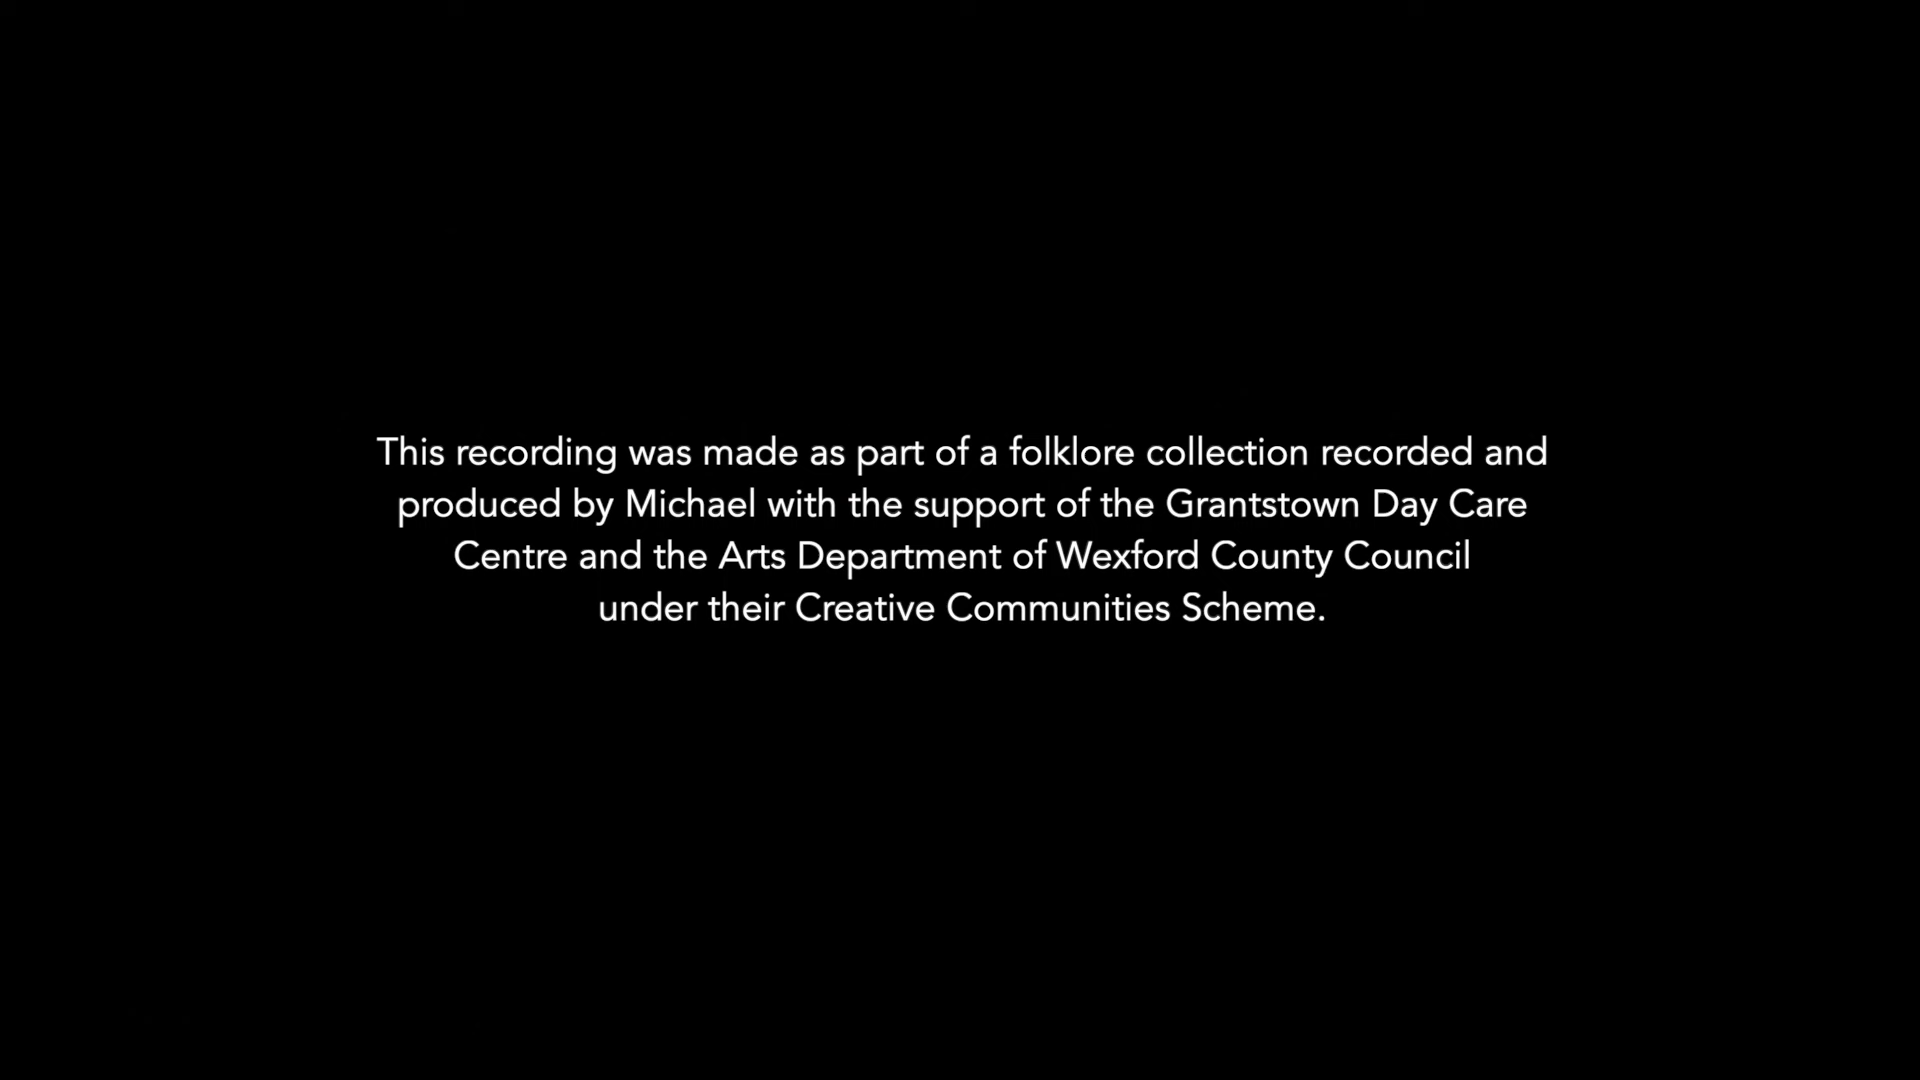 This recording was made as part of a folklore collection recorded and
produced by Michael with the support of the Grantstown Day Care
Centre and the Arts Department of Wexford County Council
under their Creative Communities Scheme.